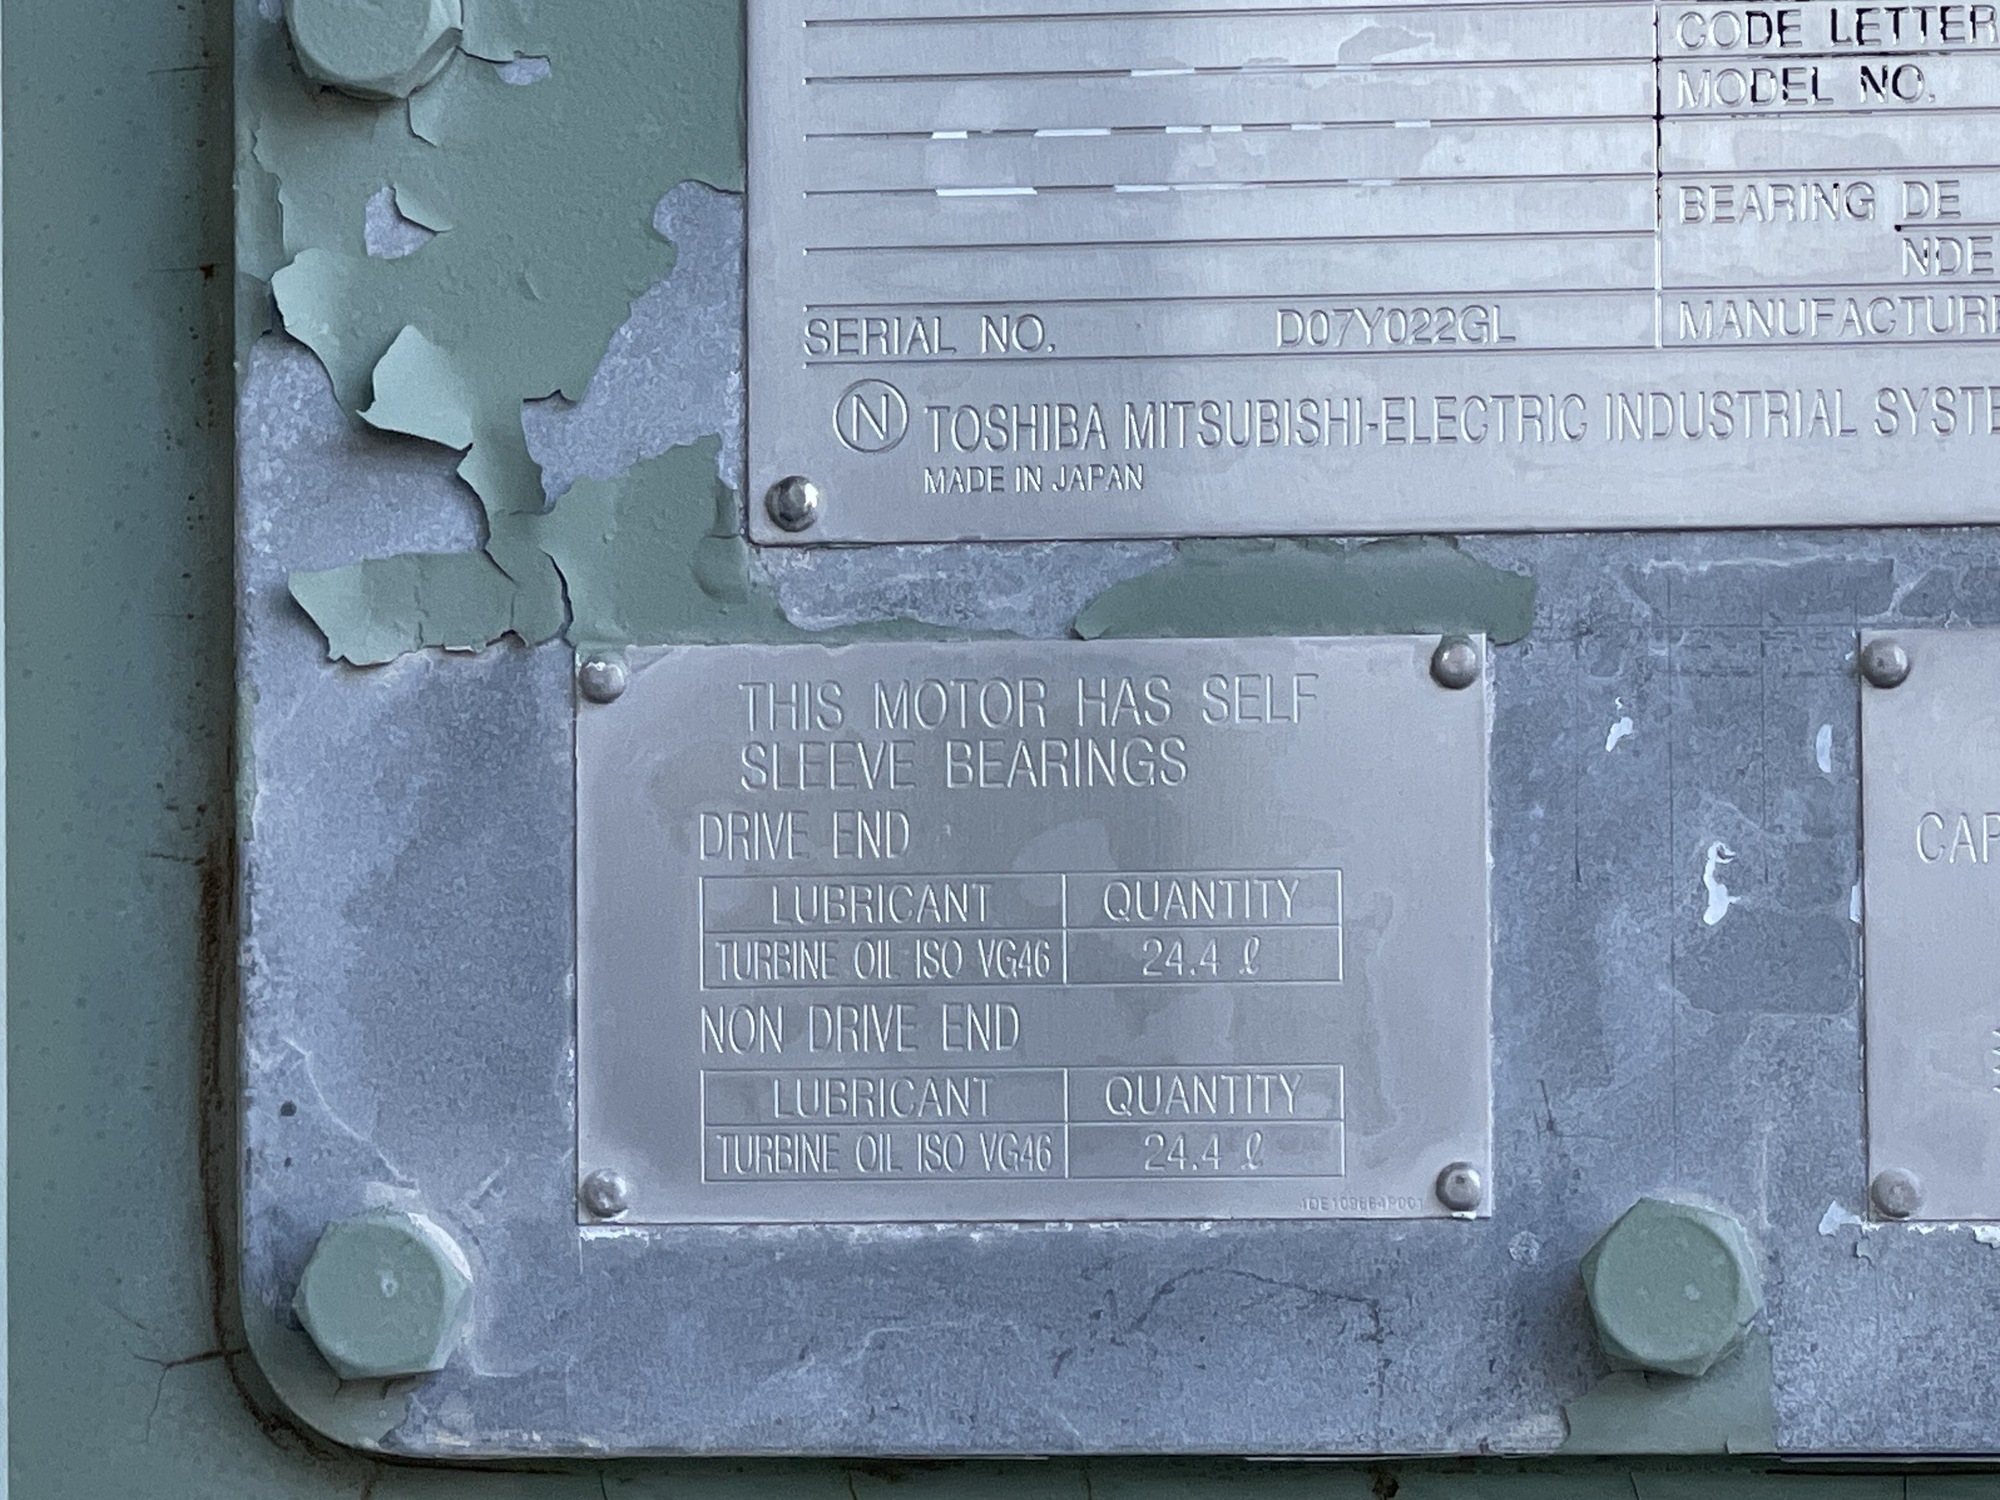 CODE LETTER
MODEL NO.
BEARING DE
NDE
SERIAL NO. D07Y022GL MANUFACTUR
N TOSHIBA MITSUBISHI-ELECTRIC INDUSTRIAL SYSTE
MADE IN JAPAN
THIS MOTOR HAS SELF
SLEEVE BEARINGS
DRIVE END
LUBRICANT QUANTITY
TURBINE OIL ISO VG46 24.4 ℓ
NON DRIVE END
LUBRICANT QUANTITY
TURBINE OIL ISO VG46 24.4 ℓ
CAP